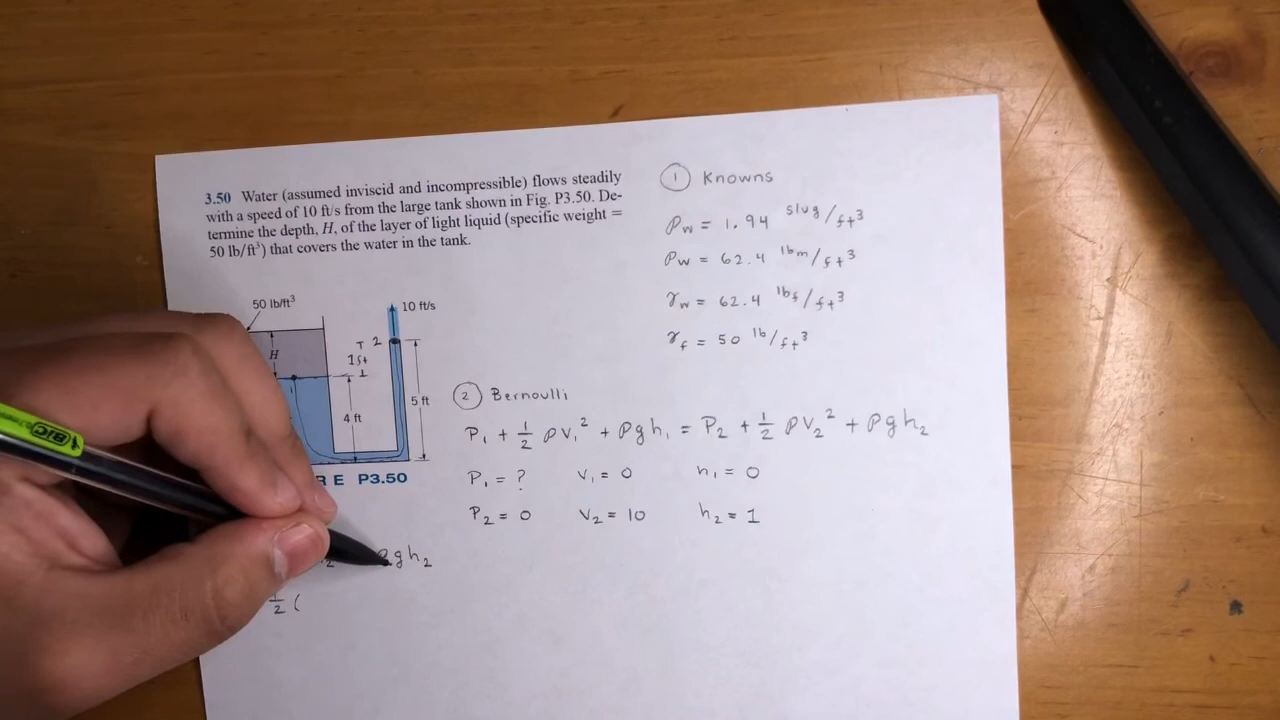 3.50 Water (assumed inviscid and incompressible) flows steadily
with a speed of 10 ft/s from the large tank shown in Fig. P3.50. De-
termine the depth, H, of the layer of light liquid (specific weight =
50 lb/ft³) that covers the water in the tank.
50 lb/ft³
10 ft/s
H
2
1ft
4 ft
5 ft
R E P3.50
① Knowns
ρw = 1.94 slug/ft³
ρw = 62.4 lbm/ft³
γw = 62.4 lbf/ft³
γf = 50 lb/ft³
② Bernoulli
P₁ + ½ ρV₁² + ρgh₁ = P₂ + ½ ρV₂² + ρgh₂
P₁ = ? V₁ = 0 h₁ = 0
P₂ = 0 V₂ = 10 h₂ = 1
ρgh₂
½ (
BIC